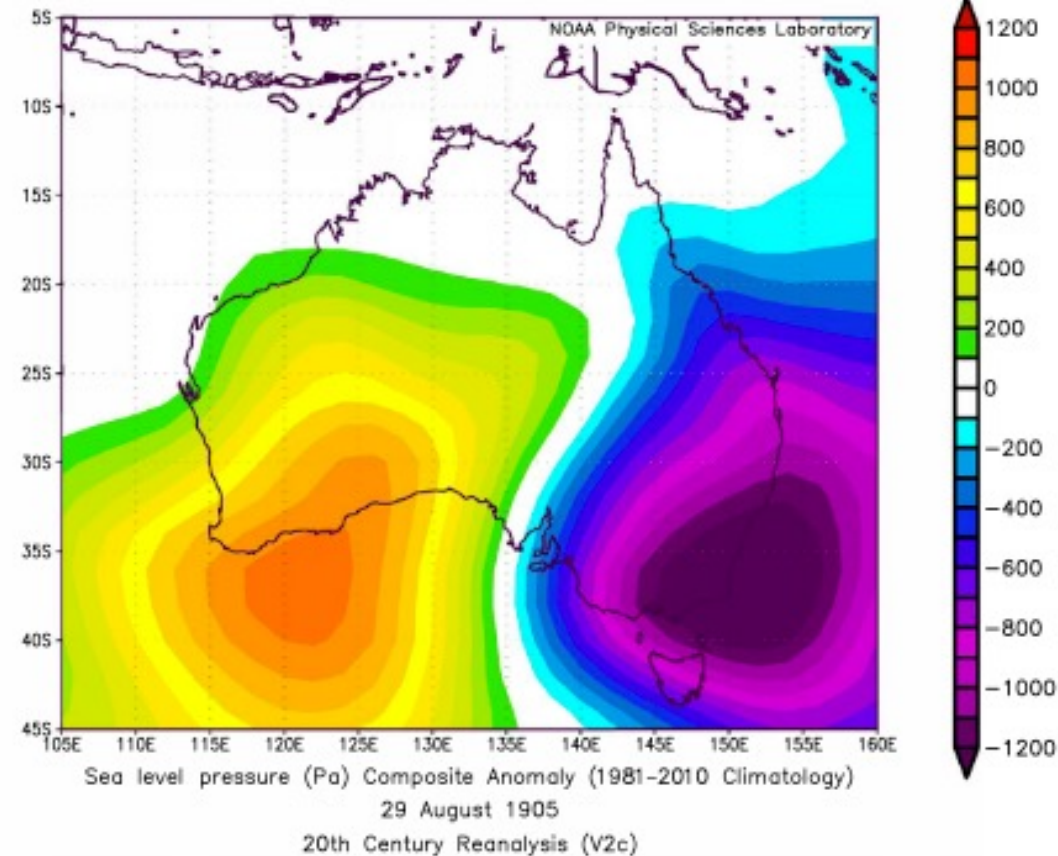 NOAA Physical Sciences Laboratory
5S
10S
15S
20S
25S
30S
35S
40S
45S
105E 110E 115E 120E 125E 130E 135E 140E 145E 150E 155E 160E
1200
1000
800
600
400
200
0
-200
-400
-600
-800
-1000
-1200
Sea level pressure (Pa) Composite Anomaly (1981-2010 Climatology)
29 August 1905
20th Century Reanalysis (V2c)